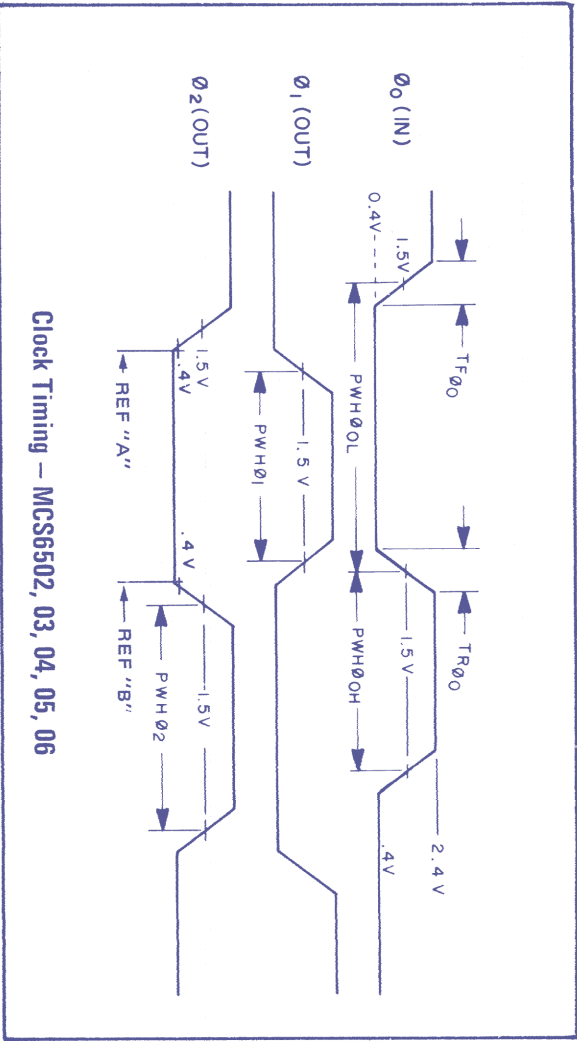 TFØ₀
TRØ₀
Ø₀ (IN)
1.5V
0.4V
PWHØ₀L
1.5V
PWHØ₀H
2.4V
.4V
Ø₁ (OUT)
1.5 V
PWHØ₁
Ø₂ (OUT)
1.5 V
.4V
.4 V
1.5V
PWHØ₂
REF "A"
REF "B"
Clock Timing — MCS6502, 03, 04, 05, 06